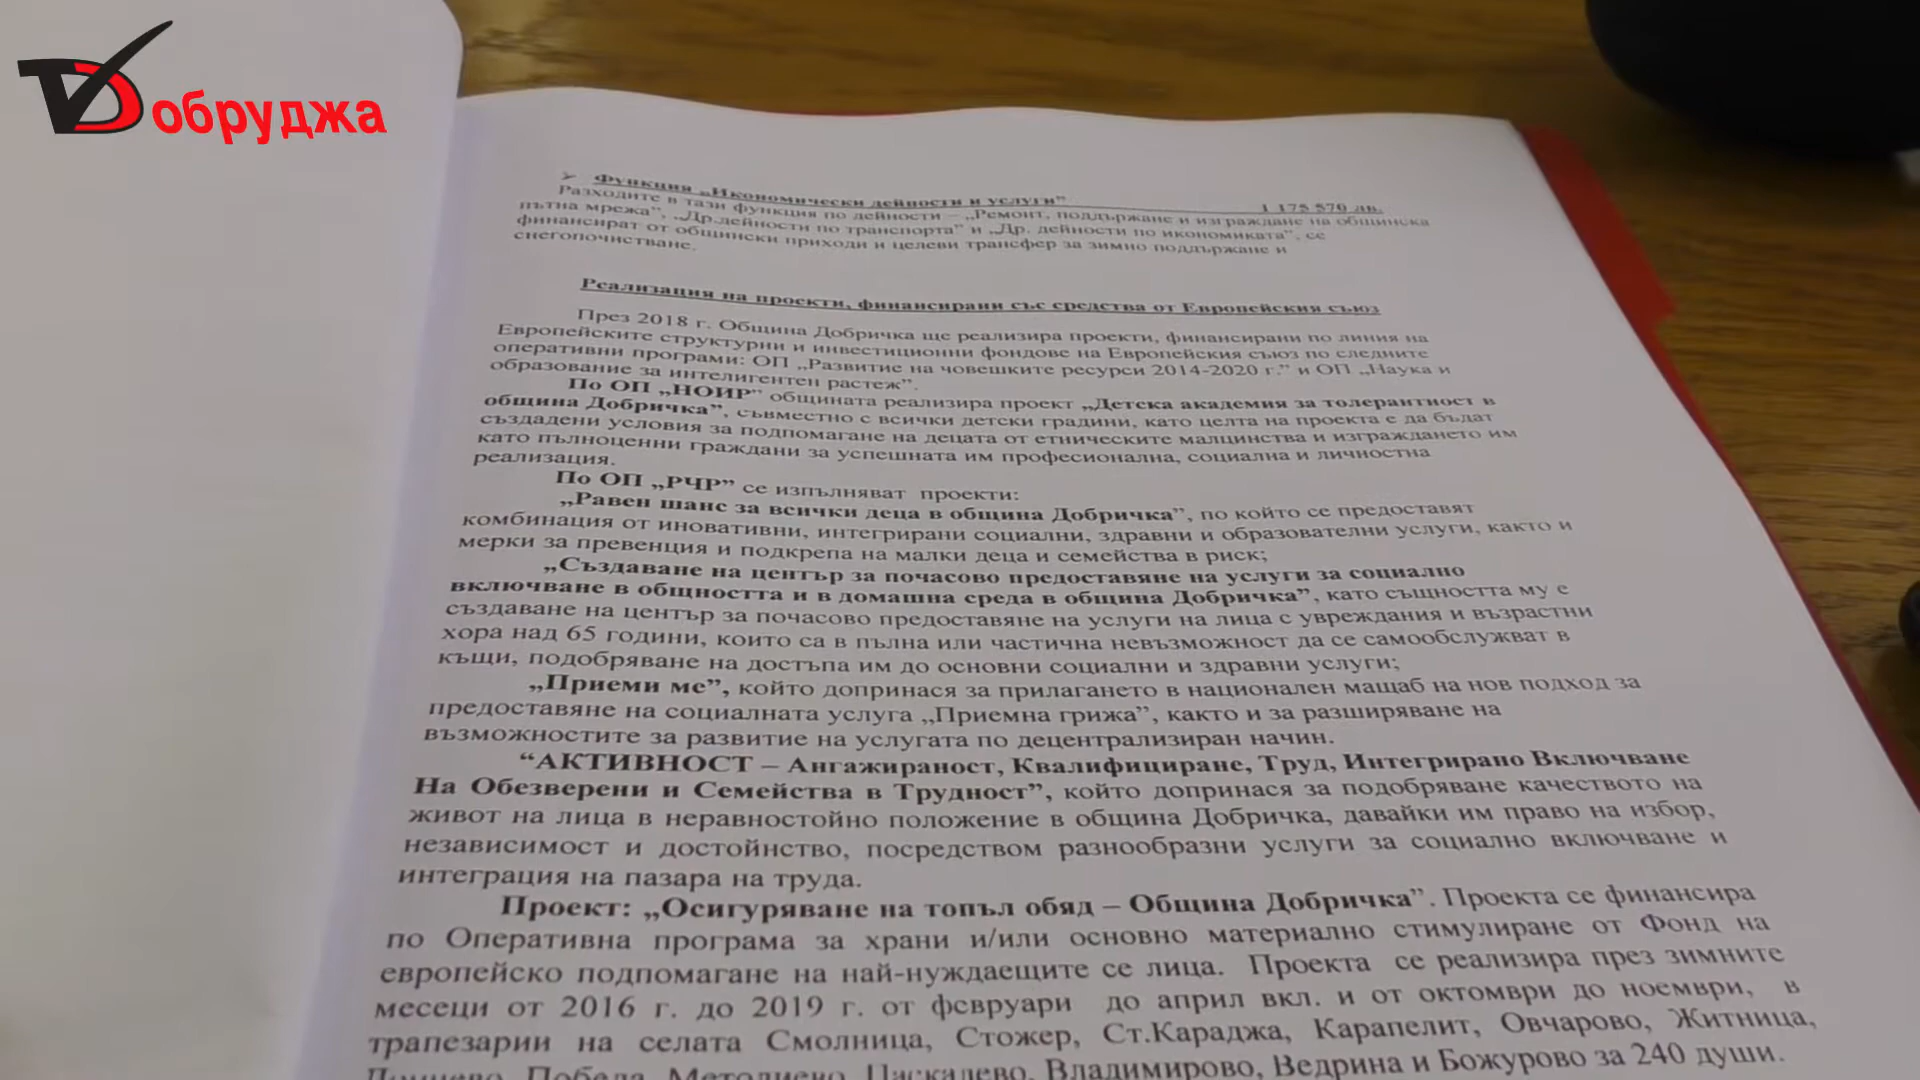 Добруджа
➢ Функция „Икономически дейности и услуги” 1 175 570 лв.
Разходите в тази функция по дейности – „Ремонт, поддържане и изграждане на общинска
пътна мрежа”, „Др.дейности по транспорта” и „Др. дейности по икономиката”, се
финансират от общински приходи и целеви трансфер за зимно поддържане и
снегопочистване.
Реализация на проекти, финансирани със средства от Европейския съюз
През 2018 г. Община Добричка ще реализира проекти, финансирани по линия на
Европейските структурни и инвестиционни фондове на Европейския съюз по следните
оперативни програми: ОП „Развитие на човешките ресурси 2014-2020 г.” и ОП „Наука и
образование за интелигентен растеж”.
По ОП „НОИР” общината реализира проект „Детска академия за толерантност в
община Добричка”, съвместно с всички детски градини, като целта на проекта е да бъдат
създадени условия за подпомагане на децата от етническите малцинства и изграждането им
като пълноценни граждани за успешната им професионална, социална и личностна
реализация.
По ОП „РЧР” се изпълняват проекти:
„Равен шанс за всички деца в община Добричка”, по който се предоставят
комбинация от иновативни, интегрирани социални, здравни и образователни услуги, както и
мерки за превенция и подкрепа на малки деца и семейства в риск;
„Създаване на център за почасово предоставяне на услуги за социално
включване в общността и в домашна среда в община Добричка”, като същността му е
създаване на център за почасово предоставяне на услуги на лица с увреждания и възрастни
хора над 65 години, които са в пълна или частична невъзможност да се самообслужват в
къщи, подобряване на достъпа им до основни социални и здравни услуги;
„Приеми ме”, който допринася за прилагането в национален мащаб на нов подход за
предоставяне на социалната услуга „Приемна грижа”, както и за разширяване на
възможностите за развитие на услугата по децентрализиран начин.
“АКТИВНОСТ – Ангажираност, Квалифициране, Труд, Интегрирано Включване
На Обезверени и Семейства в Трудност”, който допринася за подобряване качеството на
живот на лица в неравностойно положение в община Добричка, давайки им право на избор,
независимост и достойнство, посредством разнообразни услуги за социално включване и
интеграция на пазара на труда.
Проект: „Осигуряване на топъл обяд – Община Добричка”. Проекта се финансира
по Оперативна програма за храни и/или основно материално стимулиране от Фонд на
европейско подпомагане на най-нуждаещите се лица. Проекта се реализира през зимните
месеци от 2016 г. до 2019 г. от фсвруари до април вкл. и от октомври до ноември, в
трапезарии на селата Смолница, Стожер, Ст.Караджа, Карапелит, Овчарово, Житница,
Победа, Методиево, Паскалево, Владимирово, Ведрина и Божурово за 240 души.